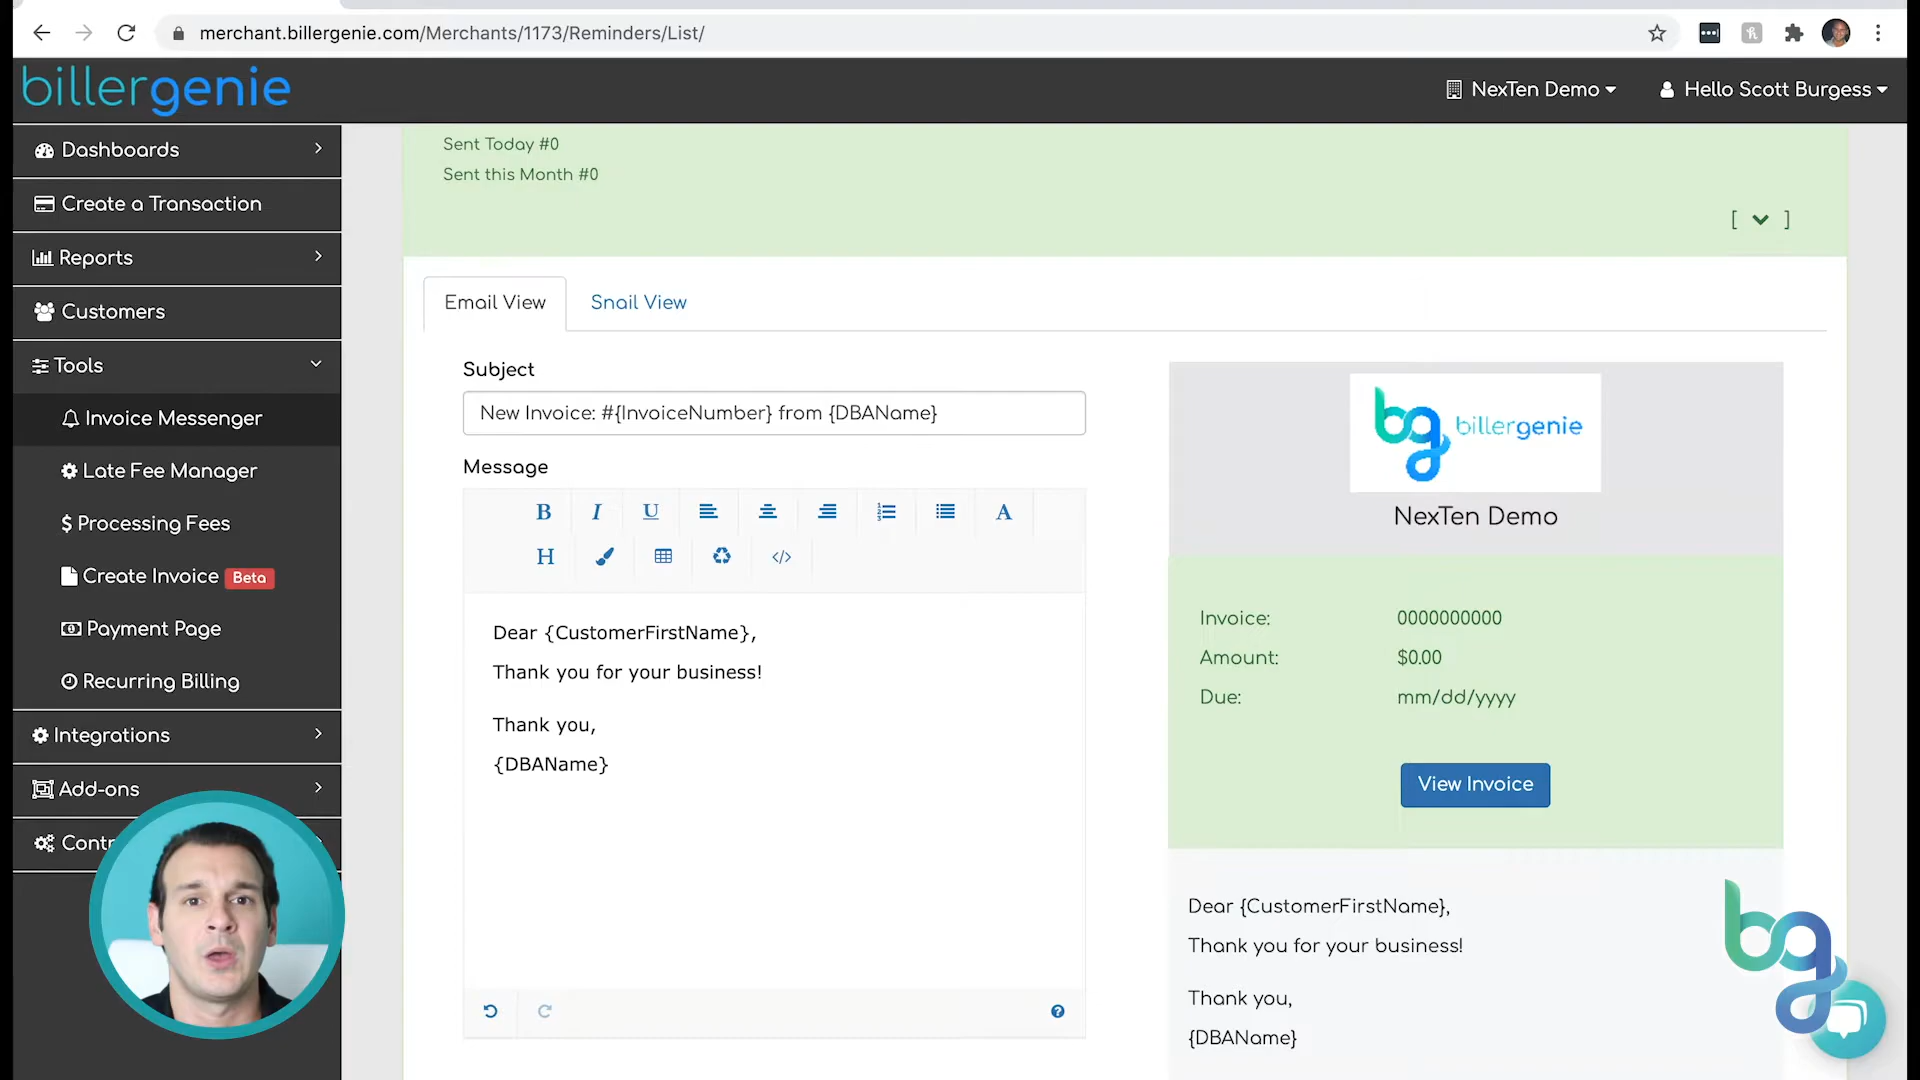 merchant.billergenie.com/Merchants/1173/Reminders/List/
billergenie
NexTen Demo
Hello Scott Burgess
Dashboards
Create a Transaction
Reports
Customers
Tools
Invoice Messenger
Late Fee Manager
$ Processing Fees
Create Invoice Beta
Payment Page
Recurring Billing
Integrations
Add-ons
Sent Today #0
Sent this Month #0
[ ]
Email View
Snail View
Subject
New Invoice: #{InvoiceNumber} from {DBAName}
Message
B I U A
H </>
Dear {CustomerFirstName},
Thank you for your business!
Thank you,
{DBAName}
bg billergenie
NexTen Demo
Invoice: 0000000000
Amount: $0.00
Due: mm/dd/yyyy
View Invoice
Dear {CustomerFirstName},
Thank you for your business!
Thank you,
{DBAName}
bg